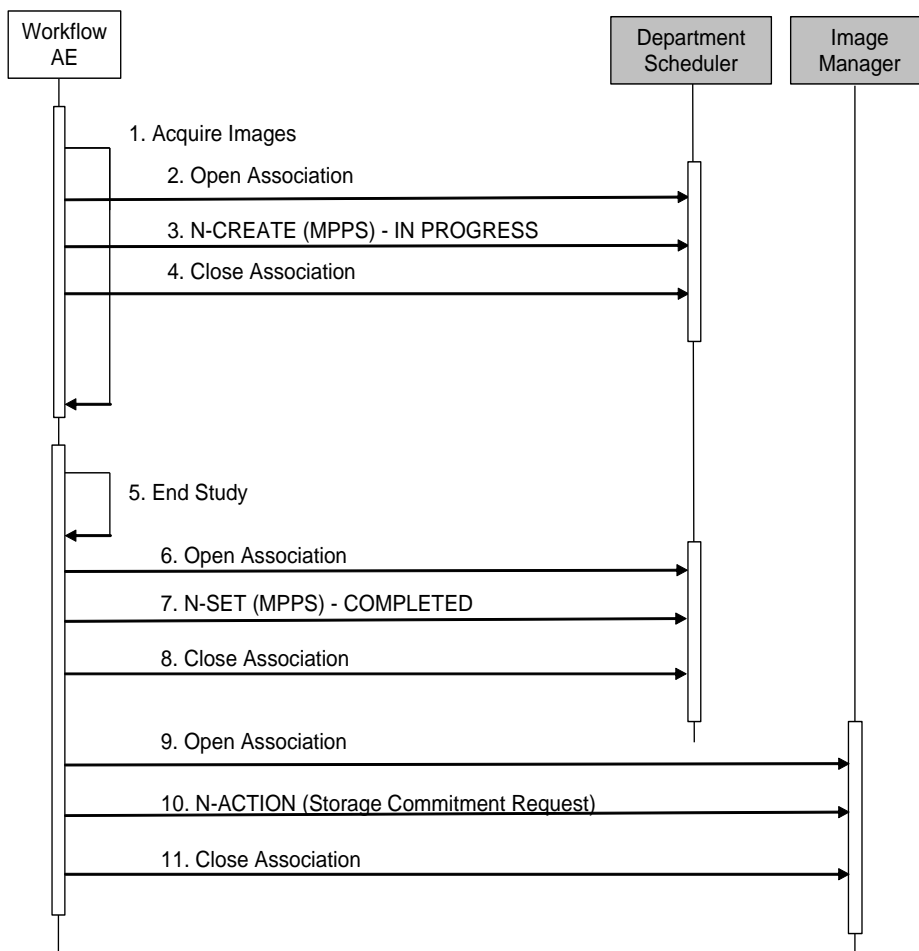 Workflow
AE
Department
Scheduler
Image
Manager
1. Acquire Images
2. Open Association
3. N-CREATE (MPPS) - IN PROGRESS
4. Close Association
5. End Study
6. Open Association
7. N-SET (MPPS) - COMPLETED
8. Close Association
9. Open Association
10. N-ACTION (Storage Commitment Request)
11. Close Association